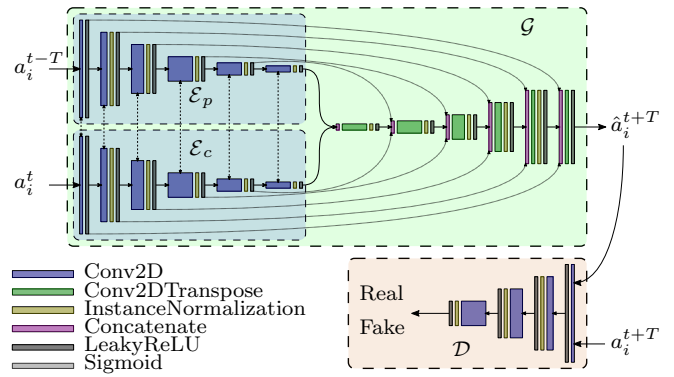 𝒢
a_i^{t−T}
ℰ_p
â_i^{t+T}
ℰ_c
a_i^t
Conv2D
Conv2DTranspose
InstanceNormalization
Concatenate
LeakyReLU
Sigmoid
Real
Fake
𝒟
a_i^{t+T}